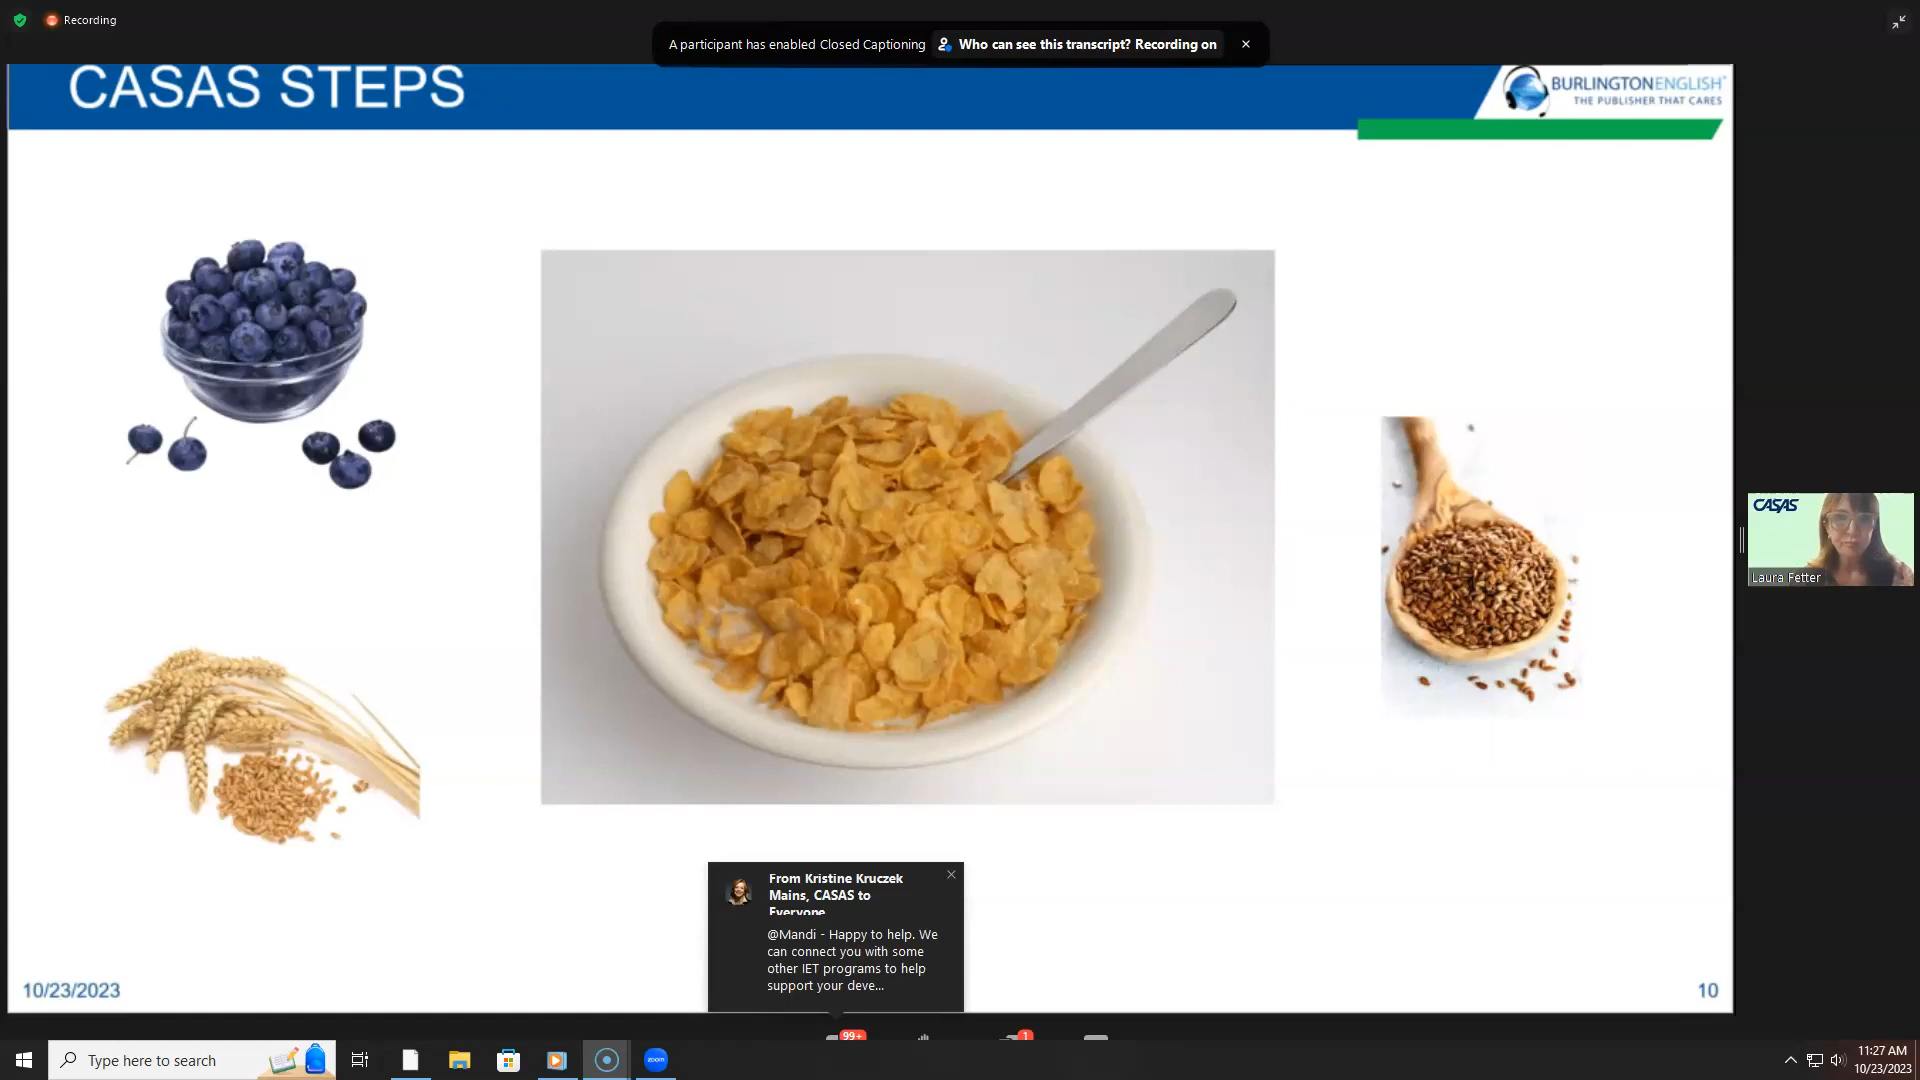 Recording
A participant has enabled Closed Captioning Who can see this transcript? Recording on
CASAS STEPS
BURLINGTONENGLISH
THE PUBLISHER THAT CARES
CASAS
Laura Fetter
From Kristine Kruczek
Mains, CASAS to
Everyone
@Mandi - Happy to help. We
can connect you with some
other IET programs to help
support your deve...
10/23/2023
10
99+
1
Type here to search
zoom
11:27 AM
10/23/2023